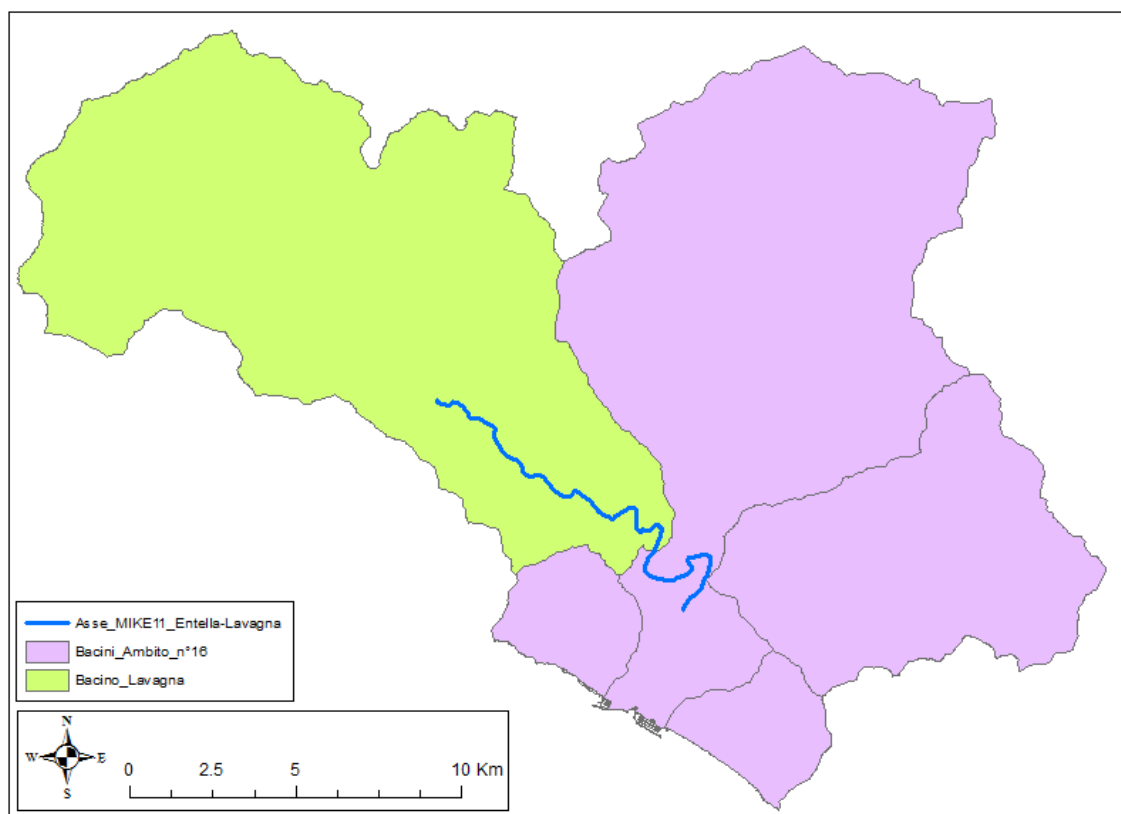 Asse_MIKE11_Entella-Lavagna
Bacini_Ambito_n°16
Bacino_Lavagna
N
W E
S
0 2.5 5 10 Km